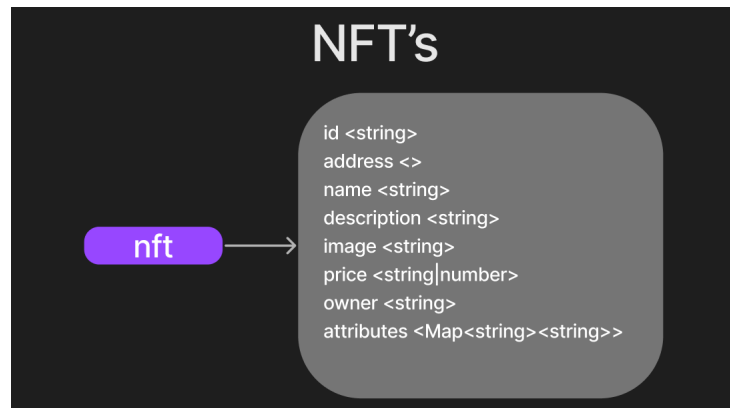 NFT’s
nft
id <string>
address <>
name <string>
description <string>
image <string>
price <string|number>
owner <string>
attributes <Map<string><string>>